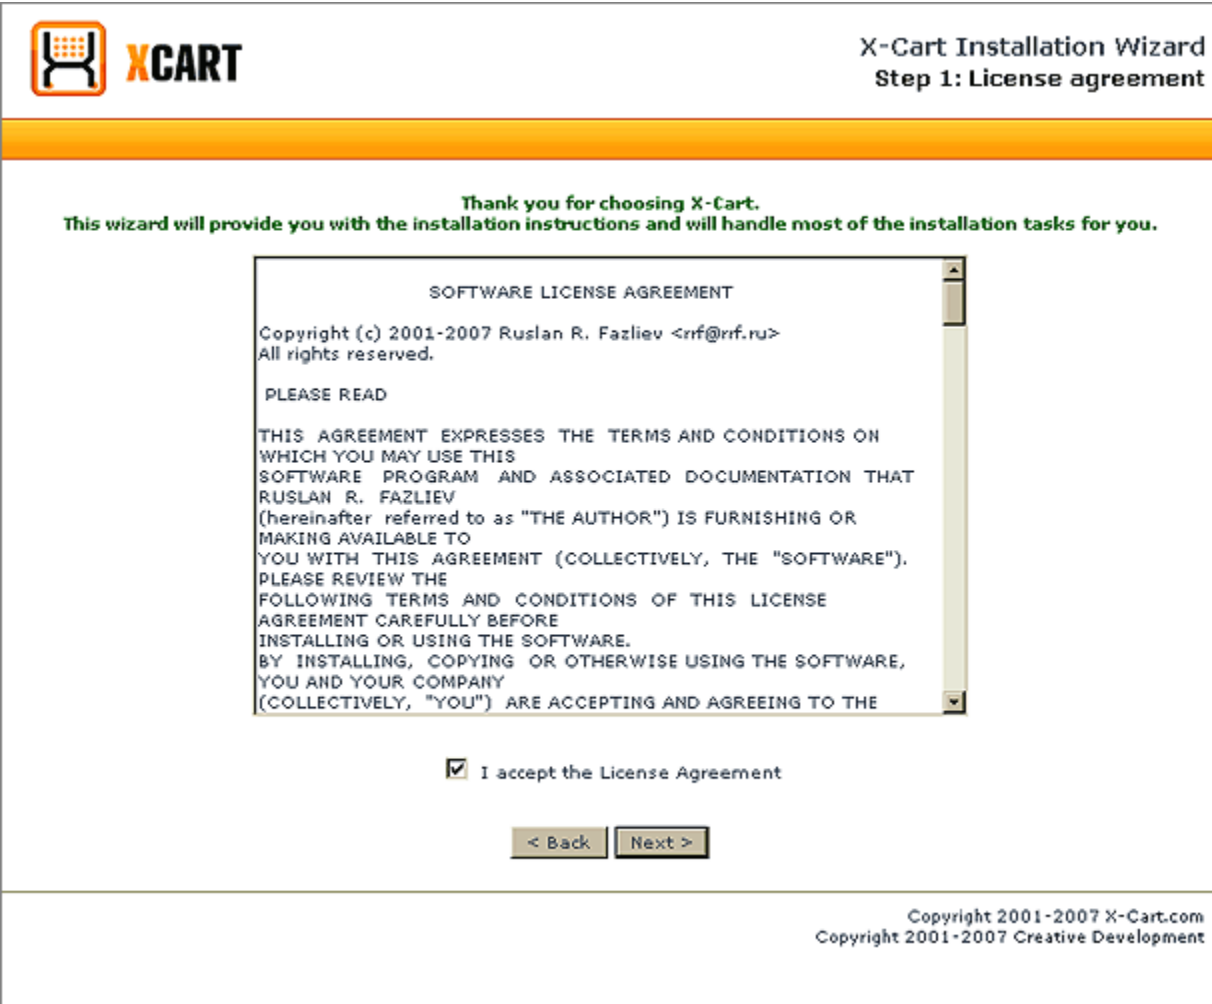 XCART
X-Cart Installation Wizard
Step 1: License agreement
Thank you for choosing X-Cart.
This wizard will provide you with the installation instructions and will handle most of the installation tasks for you.
SOFTWARE LICENSE AGREEMENT
Copyright (c) 2001-2007 Ruslan R. Fazliev <rrf@rrf.ru>
All rights reserved.
PLEASE READ
THIS AGREEMENT EXPRESSES THE TERMS AND CONDITIONS ON
WHICH YOU MAY USE THIS
SOFTWARE PROGRAM AND ASSOCIATED DOCUMENTATION THAT
RUSLAN R. FAZLIEV
(hereinafter referred to as "THE AUTHOR") IS FURNISHING OR
MAKING AVAILABLE TO
YOU WITH THIS AGREEMENT (COLLECTIVELY, THE "SOFTWARE").
PLEASE REVIEW THE
FOLLOWING TERMS AND CONDITIONS OF THIS LICENSE
AGREEMENT CAREFULLY BEFORE
INSTALLING OR USING THE SOFTWARE.
BY INSTALLING, COPYING OR OTHERWISE USING THE SOFTWARE,
YOU AND YOUR COMPANY
(COLLECTIVELY, "YOU") ARE ACCEPTING AND AGREEING TO THE
I accept the License Agreement
< Back Next >
Copyright 2001-2007 X-Cart.com
Copyright 2001-2007 Creative Development